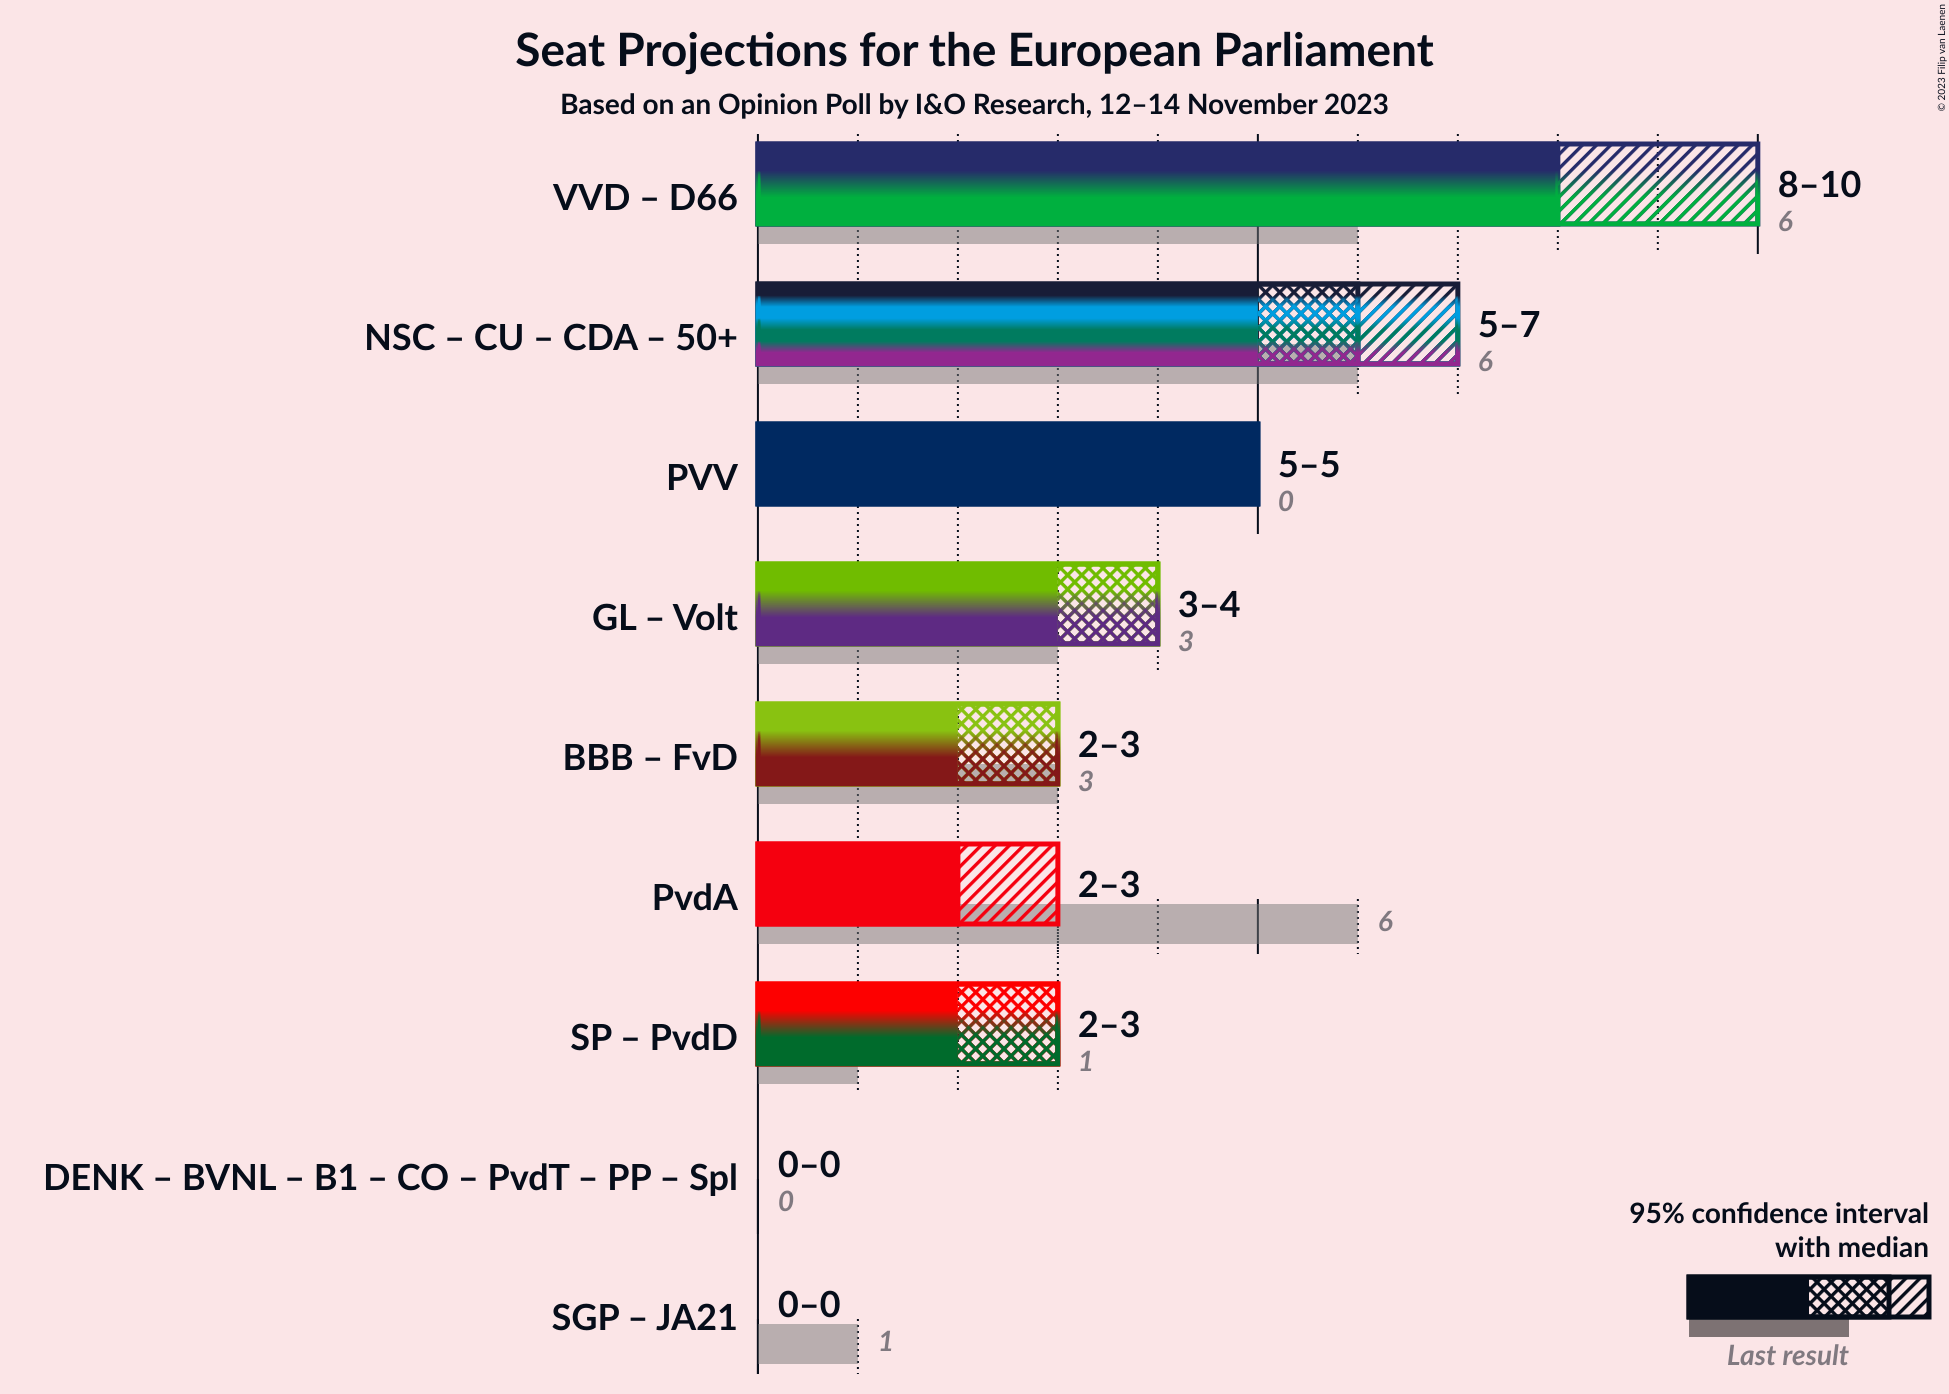 Seat Projections for the European Parliament
Based on an Opinion Poll by I&O Research, 12–14 November 2023
© 2023 Filip van Laenen
VVD – D66
8–10
6
NSC – CU – CDA – 50+
5–7
6
PVV
5–5
0
GL – Volt
3–4
3
BBB – FvD
2–3
3
PvdA
2–3
6
SP – PvdD
2–3
1
DENK – BVNL – B1 – CO – PvdT – PP – Spl
0–0
0
SGP – JA21
0–0
1
95% confidence interval
with median
Last result